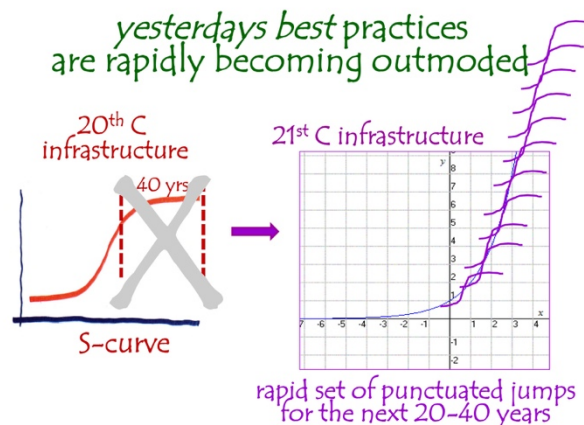 yesterdays best practices
are rapidly becoming outmoded
20th C
infrastructure
40 yrs
S-curve
21st C infrastructure
y
9
8
7
6
5
4
3
2
1
-1
-2
-7 -6 -5 -4 -3 -2 -1 1 2 3 4
x
rapid set of punctuated jumps
for the next 20-40 years